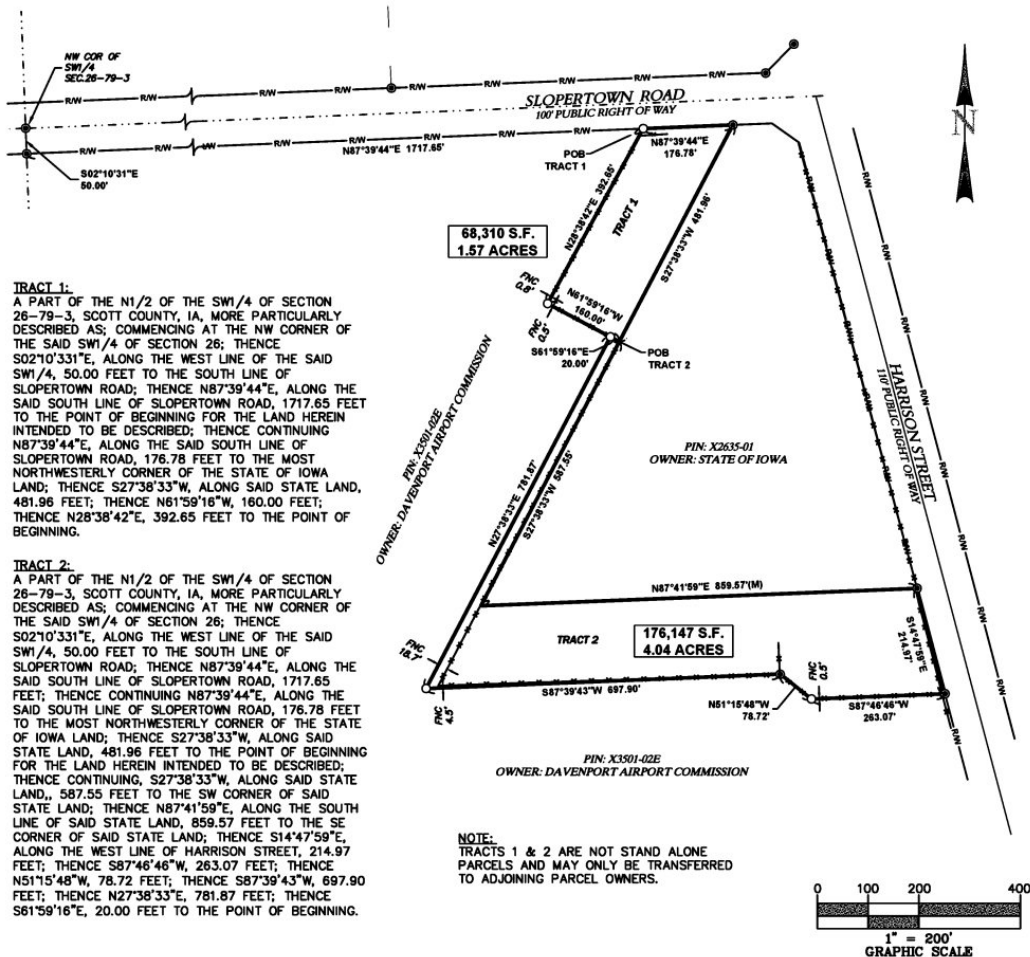 NW COR OF
SW1/4
SEC.26-79-3
R/W R/W R/W R/W R/W R/W R/W
SLOPERTOWN ROAD
100' PUBLIC RIGHT OF WAY
R/W R/W R/W R/W R/W R/W R/W
N87°39'44"E 1717.65'
S02°10'31"E
50.00'
POB
TRACT 1
N87°39'44"E
176.78'
N
N28°38'42"E 392.65'
TRACT 1
S27°38'33"W 481.96'
68,310 S.F.
1.57 ACRES
FNC
0.8'
N61°59'16"W
160.00'
FNC
0.5'
S61°59'16"E
20.00'
POB
TRACT 2
R/W
HARRISON STREET
110' PUBLIC RIGHT OF WAY
PIN: X3501-02E
OWNER: DAVENPORT AIRPORT COMMISSION
PIN: X2635-01
OWNER: STATE OF IOWA
N27°38'33"E 781.87'
S27°38'33"W 587.55'
N87°41'59"E 859.57'(M)
TRACT 2
176,147 S.F.
4.04 ACRES
S14°47'59"E
214.97'
FNC
18.7'
FNC
4.5'
S87°39'43"W 697.90'
N51°15'48"W
78.72'
FNC
0.5'
S87°46'46"W
263.07'
PIN: X3501-02E
OWNER: DAVENPORT AIRPORT COMMISSION
TRACT 1:
A PART OF THE N1/2 OF THE SW1/4 OF SECTION
26-79-3, SCOTT COUNTY, IA, MORE PARTICULARLY
DESCRIBED AS; COMMENCING AT THE NW CORNER OF
THE SAID SW1/4 OF SECTION 26; THENCE
S02°10'331"E, ALONG THE WEST LINE OF THE SAID
SW1/4, 50.00 FEET TO THE SOUTH LINE OF
SLOPERTOWN ROAD; THENCE N87°39'44"E, ALONG THE
SAID SOUTH LINE OF SLOPERTOWN ROAD, 1717.65 FEET
TO THE POINT OF BEGINNING FOR THE LAND HEREIN
INTENDED TO BE DESCRIBED; THENCE CONTINUING
N87°39'44"E, ALONG THE SAID SOUTH LINE OF
SLOPERTOWN ROAD, 176.78 FEET TO THE MOST
NORTHWESTERLY CORNER OF THE STATE OF IOWA
LAND; THENCE S27°38'33"W, ALONG SAID STATE LAND,
481.96 FEET; THENCE N61°59'16"W, 160.00 FEET;
THENCE N28°38'42"E, 392.65 FEET TO THE POINT OF
BEGINNING.
TRACT 2:
A PART OF THE N1/2 OF THE SW1/4 OF SECTION
26-79-3, SCOTT COUNTY, IA, MORE PARTICULARLY
DESCRIBED AS; COMMENCING AT THE NW CORNER OF
THE SAID SW1/4 OF SECTION 26; THENCE
S02°10'331"E, ALONG THE WEST LINE OF THE SAID
SW1/4, 50.00 FEET TO THE SOUTH LINE OF
SLOPERTOWN ROAD; THENCE N87°39'44"E, ALONG THE
SAID SOUTH LINE OF SLOPERTOWN ROAD, 1717.65
FEET; THENCE CONTINUING N87°39'44"E, ALONG THE
SAID SOUTH LINE OF SLOPERTOWN ROAD, 176.78 FEET
TO THE MOST NORTHWESTERLY CORNER OF THE STATE
OF IOWA LAND; THENCE S27°38'33"W, ALONG SAID
STATE LAND, 481.96 FEET TO THE POINT OF BEGINNING
FOR THE LAND HEREIN INTENDED TO BE DESCRIBED;
THENCE CONTINUING, S27°38'33"W, ALONG SAID STATE
LAND,, 587.55 FEET TO THE SW CORNER OF SAID
STATE LAND; THENCE N87°41'59"E, ALONG THE SOUTH
LINE OF SAID STATE LAND, 859.57 FEET TO THE SE
CORNER OF SAID STATE LAND; THENCE S14°47'59"E,
ALONG THE WEST LINE OF HARRISON STREET, 214.97
FEET; THENCE S87°46'46"W, 263.07 FEET; THENCE
N51°15'48"W, 78.72 FEET; THENCE S87°39'43"W, 697.90
FEET; THENCE N27°38'33"E, 781.87 FEET; THENCE
S61°59'16"E, 20.00 FEET TO THE POINT OF BEGINNING.
NOTE:
TRACTS 1 & 2 ARE NOT STAND ALONE
PARCELS AND MAY ONLY BE TRANSFERRED
TO ADJOINING PARCEL OWNERS.
0 100 200 400
1" = 200'
GRAPHIC SCALE